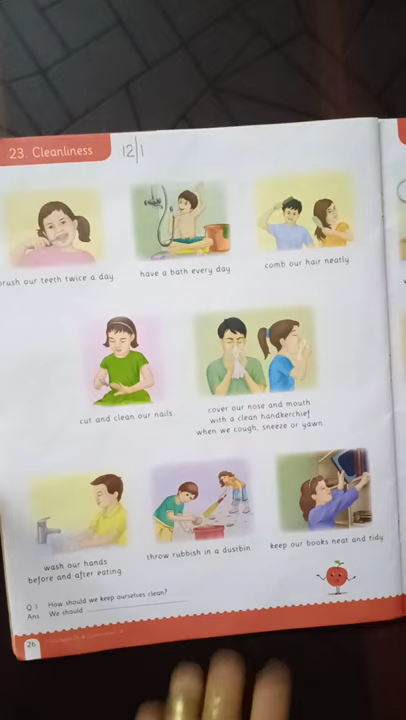 23. Cleanliness
12/1
brush our teeth twice a day.
have a bath every day.
comb our hair neatly.
cut and clean our nails.
cover our nose and mouth
with a clean handkerchief
when we cough, sneeze or yawn.
wash our hands
before and after eating.
throw rubbish in a dustbin.
keep our books neat and tidy.
Q.1 How should we keep ourselves clean?
Ans. We should
26